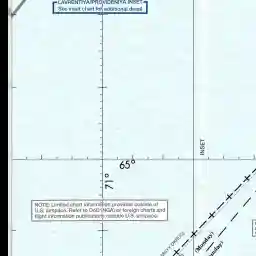 LAVRENTIYA/PROVIDENIYA INSET
See inset chart for additional detail
INSET
65°
71°
NOTE: Limited chart information provided outside of
U.S. airspace. Refer to DoD (NGA) or foreign charts and
flight information publications outside U.S. airspace.
(Monday)